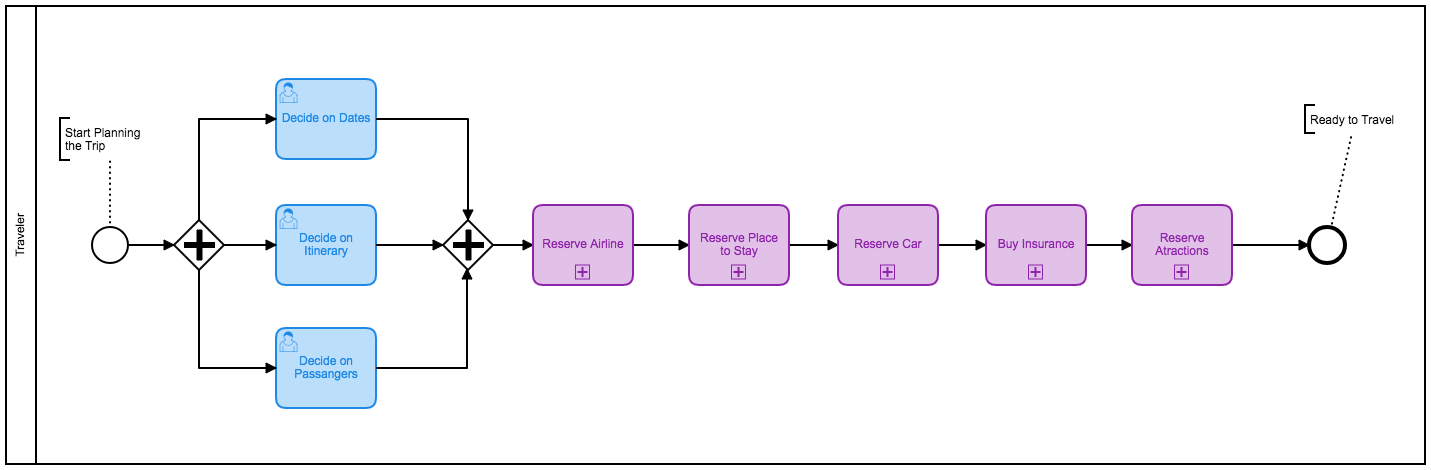 Traveler
Start Planning
the Trip
Decide on Dates
Decide on
Itinerary
Decide on
Passangers
Reserve Airline
Reserve Place
to Stay
Reserve Car
Buy Insurance
Reserve
Atractions
Ready to Travel